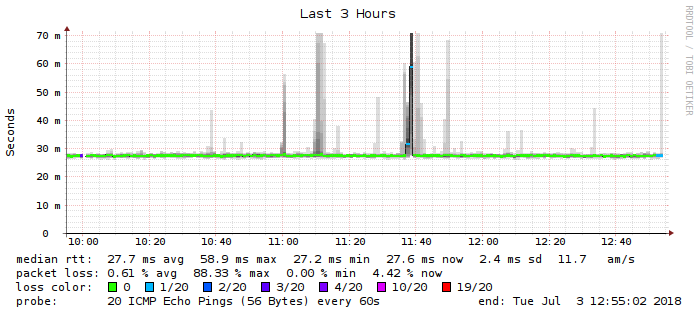 Last 3 Hours
RRDTOOL / TOBI OETIKER
Seconds
70 m
60 m
50 m
40 m
30 m
20 m
10 m
0
10:00 10:20 10:40 11:00 11:20 11:40 12:00 12:20 12:40
median rtt: 27.7 ms avg 58.9 ms max 27.2 ms min 27.6 ms now 2.4 ms sd 11.7 am/s
packet loss: 0.61 % avg 88.33 % max 0.00 % min 4.42 % now
loss color: 0 1/20 2/20 3/20 4/20 10/20 19/20
probe: 20 ICMP Echo Pings (56 Bytes) every 60s end: Tue Jul 3 12:55:02 2018